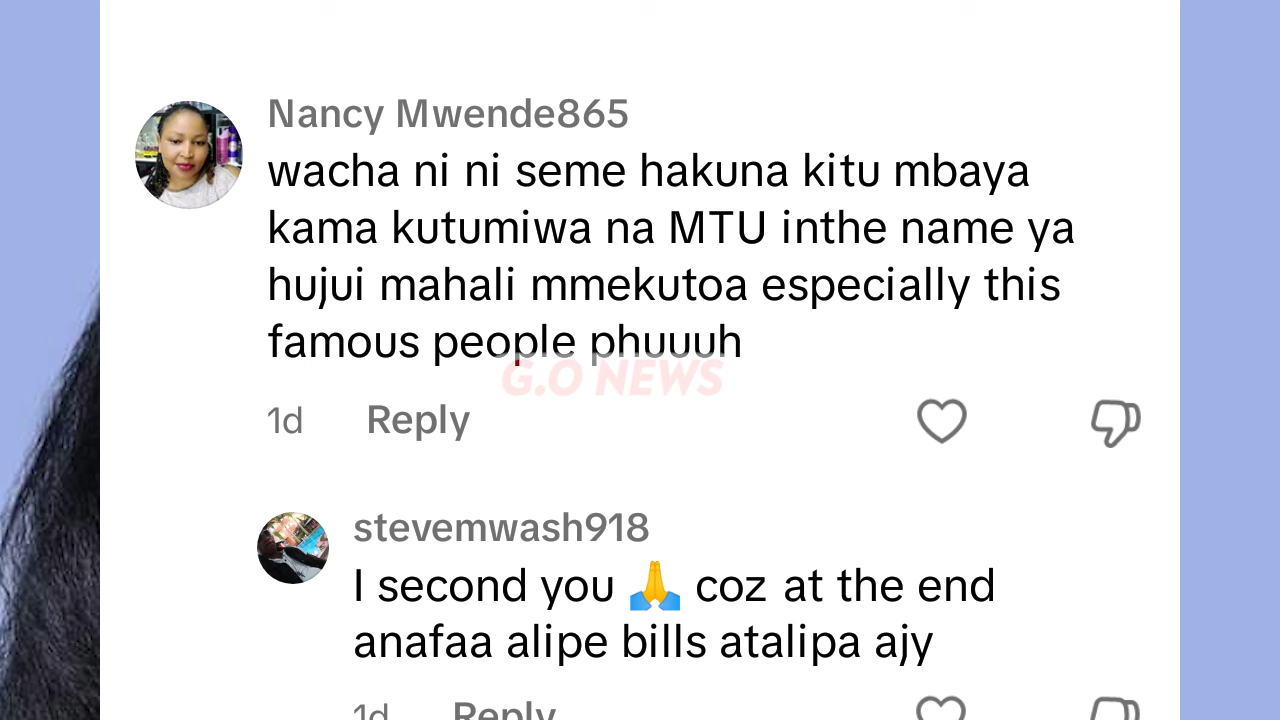 Nancy Mwende865
wacha ni ni seme hakuna kitu mbaya
kama kutumiwa na MTU inthe name ya
hujui mahali mmekutoa especially this
famous people phuuuh
G.O NEWS
1d Reply
stevemwash918
I second you 🙏 coz at the end
anafaa alipe bills atalipa ajy
1d Reply